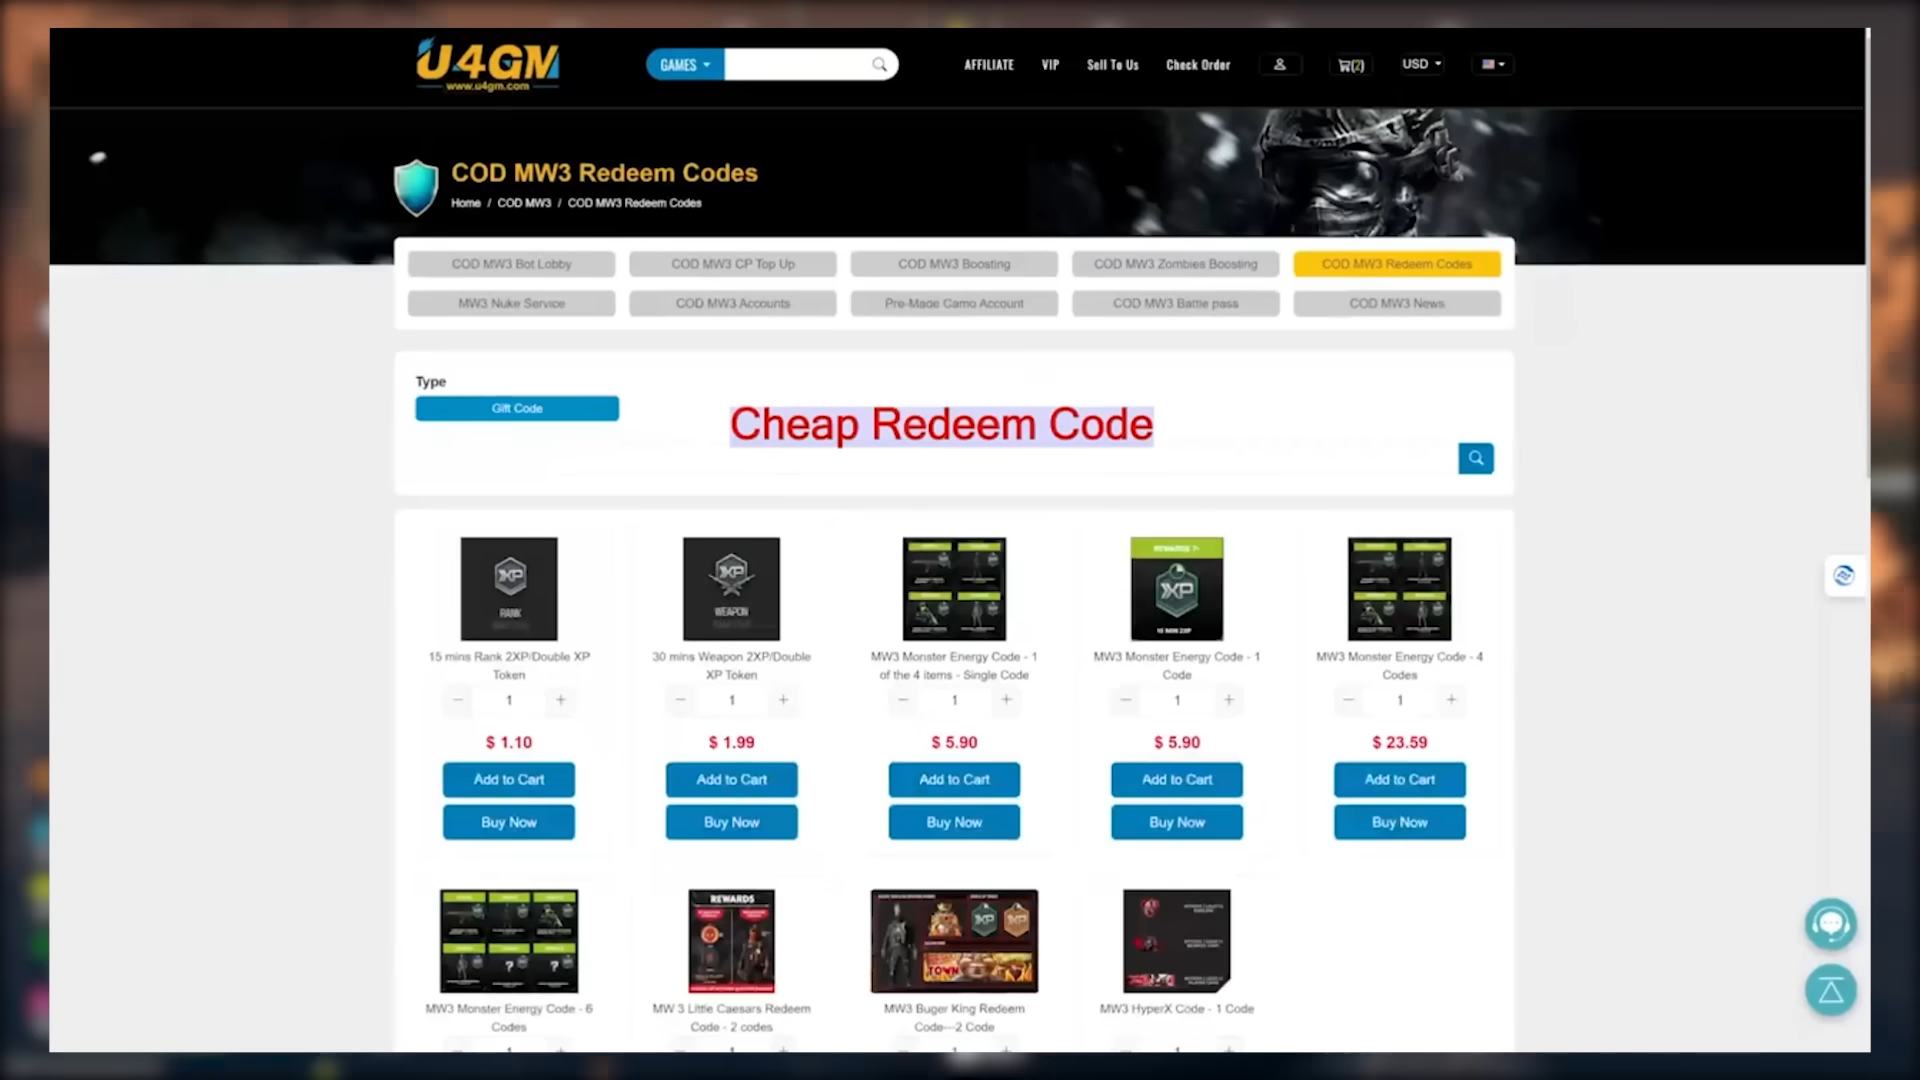 U4GM
www.u4gm.com
GAMES
AFFILIATE
VIP
Sell To Us
Check Order
(2)
USD
COD MW3 Redeem Codes
Home / COD MW3 / COD MW3 Redeem Codes
COD MW3 Bot Lobby
COD MW3 CP Top Up
COD MW3 Boosting
COD MW3 Zombies Boosting
COD MW3 Redeem Codes
MW3 Nuke Service
COD MW3 Accounts
Pre-Made Camo Account
COD MW3 Battle pass
COD MW3 News
Type
Gift Code
Cheap Redeem Code
XP
RANK
15 mins Rank 2XP/Double XP
Token
- 1 +
$ 1.10
Add to Cart
Buy Now
XP
WEAPON
30 mins Weapon 2XP/Double
XP Token
- 1 +
$ 1.99
Add to Cart
Buy Now
MW3 Monster Energy Code - 1
of the 4 items - Single Code
- 1 +
$ 5.90
Add to Cart
Buy Now
REWARDS
XP
15 MIN 2XP
MW3 Monster Energy Code - 1
Code
- 1 +
$ 5.90
Add to Cart
Buy Now
MW3 Monster Energy Code - 4
Codes
- 1 +
$ 23.59
Add to Cart
Buy Now
? ?
MW3 Monster Energy Code - 6
Codes
REWARDS
MW 3 Little Caesars Redeem
Code - 2 codes
XP XP
TOWN
MW3 Buger King Redeem
Code---2 Code
MW3 HyperX Code - 1 Code